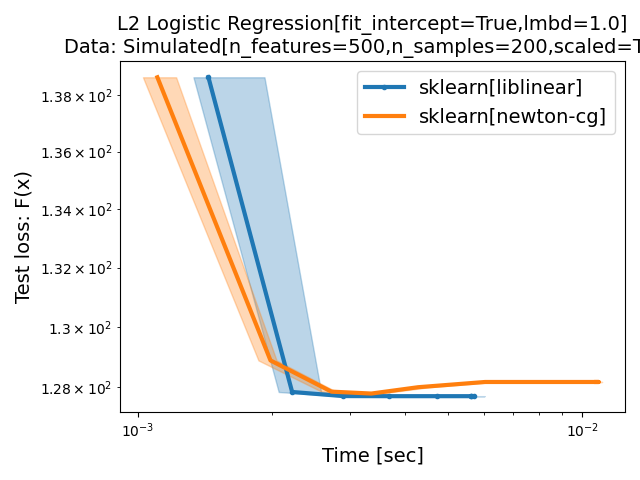 L2 Logistic Regression[fit_intercept=True,lmbd=1.0]
Data: Simulated[n_features=500,n_samples=200,scaled=T
sklearn[liblinear]
sklearn[newton-cg]
Test loss: F(x)
1.38 × 10²
1.36 × 10²
1.34 × 10²
1.32 × 10²
1.3 × 10²
1.28 × 10²
10⁻³
10⁻²
Time [sec]